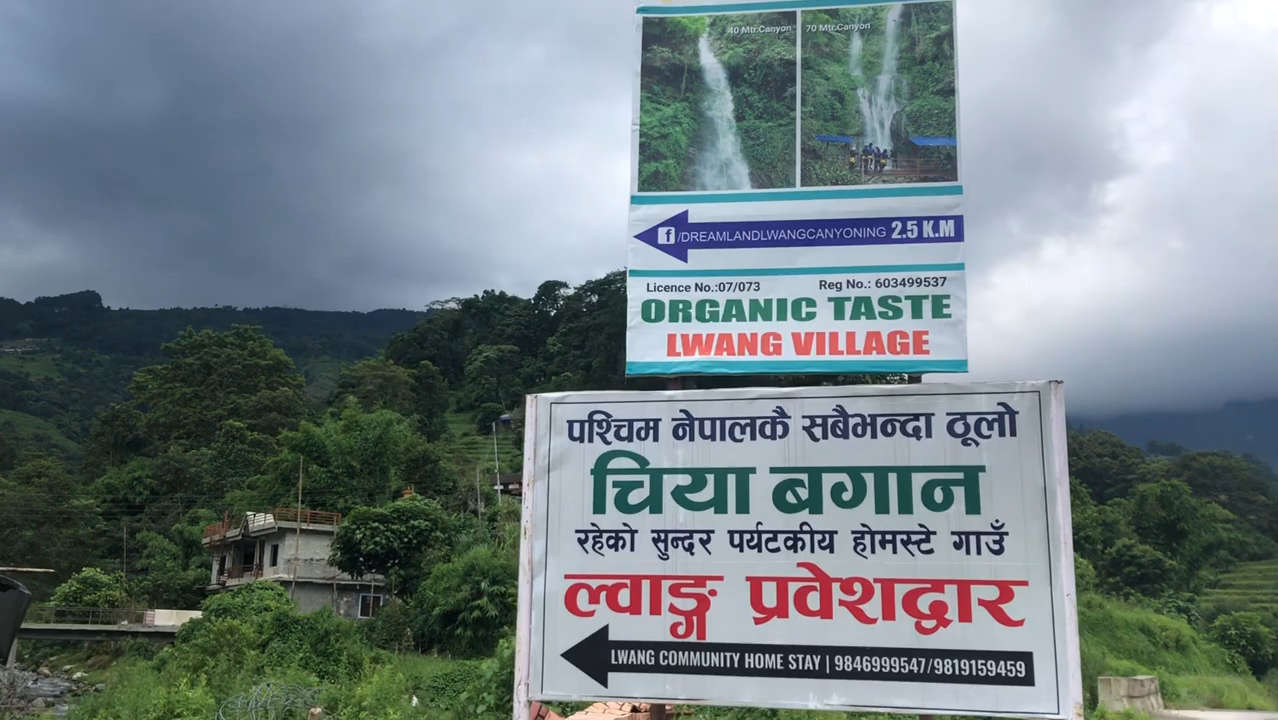 40 Mtr.Canyon 70 Mtr.Canyon
/DREAMLANDLWANGCANYONING 2.5 K.M
Licence No.:07/073 Reg No.: 603499537
ORGANIC TASTE
LWANG VILLAGE
पश्चिम नेपालकै सबैभन्दा ठूलो
चिया बगान
रहेको सुन्दर पर्यटकीय होमस्टे गाउँ
ल्वाङ्ग प्रवेशद्वार
LWANG COMMUNITY HOME STAY | 9846999547/9819159459